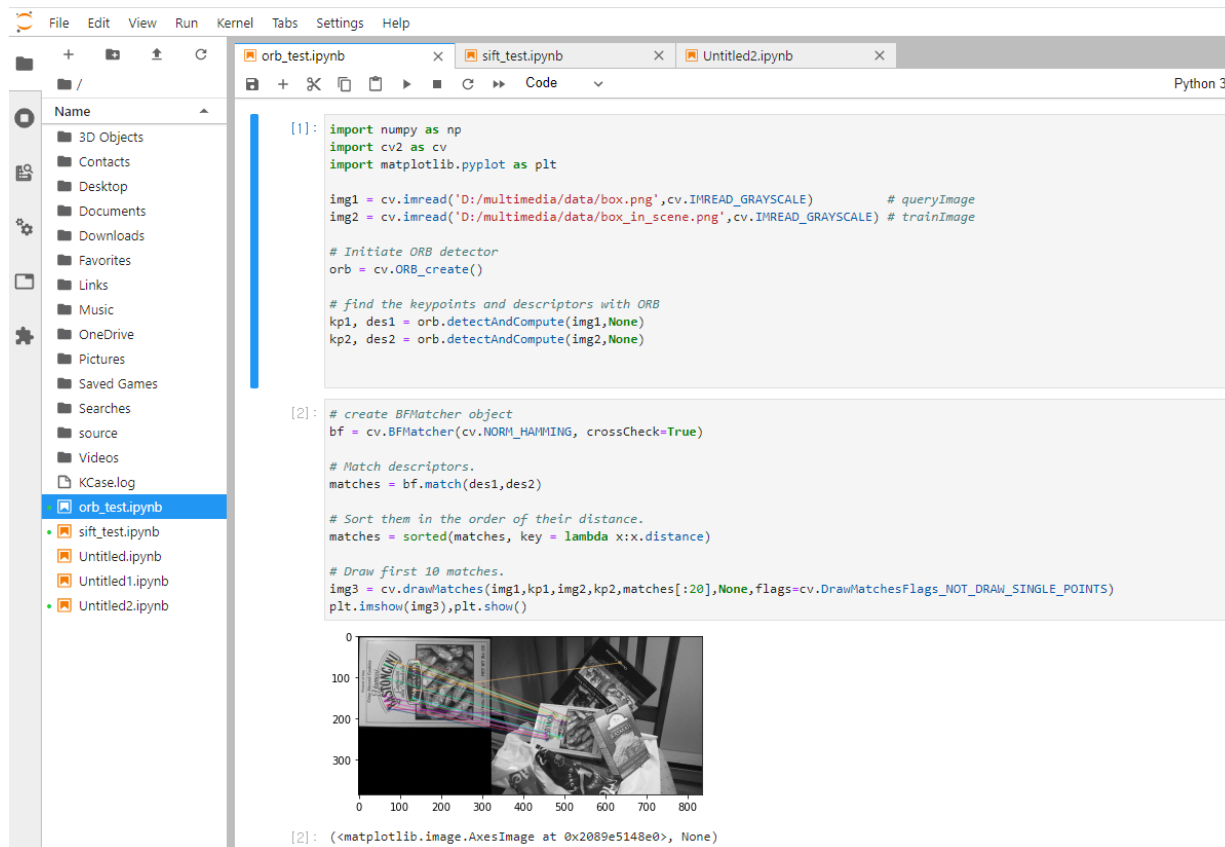 File Edit View Run Kernel Tabs Settings Help
orb_test.ipynb sift_test.ipynb Untitled2.ipynb
/
Code Python 3
Name
3D Objects
Contacts
Desktop
Documents
Downloads
Favorites
Links
Music
OneDrive
Pictures
Saved Games
Searches
source
Videos
KCase.log
orb_test.ipynb
sift_test.ipynb
Untitled.ipynb
Untitled1.ipynb
Untitled2.ipynb
[1]: import numpy as np
import cv2 as cv
import matplotlib.pyplot as plt
img1 = cv.imread('D:/multimedia/data/box.png',cv.IMREAD_GRAYSCALE) # queryImage
img2 = cv.imread('D:/multimedia/data/box_in_scene.png',cv.IMREAD_GRAYSCALE) # trainImage
# Initiate ORB detector
orb = cv.ORB_create()
# find the keypoints and descriptors with ORB
kp1, des1 = orb.detectAndCompute(img1,None)
kp2, des2 = orb.detectAndCompute(img2,None)
[2]: # create BFMatcher object
bf = cv.BFMatcher(cv.NORM_HAMMING, crossCheck=True)
# Match descriptors.
matches = bf.match(des1,des2)
# Sort them in the order of their distance.
matches = sorted(matches, key = lambda x:x.distance)
# Draw first 10 matches.
img3 = cv.drawMatches(img1,kp1,img2,kp2,matches[:20],None,flags=cv.DrawMatchesFlags_NOT_DRAW_SINGLE_POINTS)
plt.imshow(img3),plt.show()
0
100
200
300
0 100 200 300 400 500 600 700 800
[2]: (<matplotlib.image.AxesImage at 0x2089e5148e0>, None)